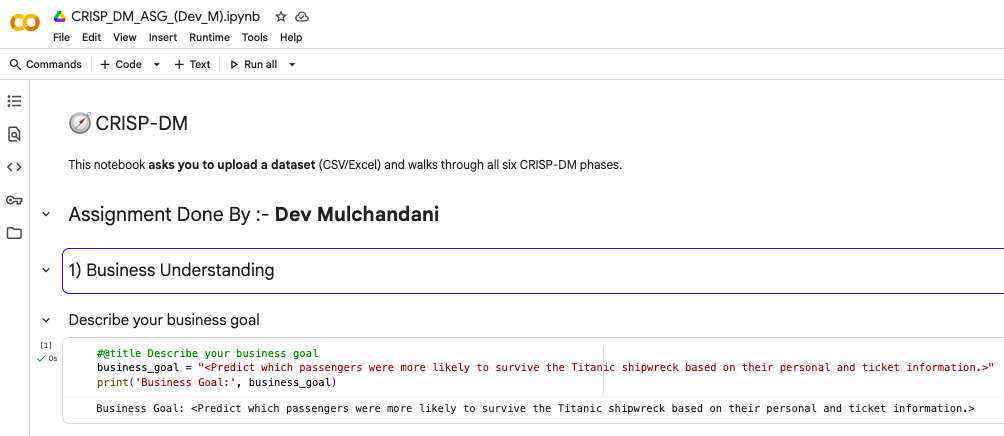 CRISP_DM_ASG_(Dev_M).ipynb
File Edit View Insert Runtime Tools Help
Commands + Code + Text Run all
CRISP-DM
This notebook asks you to upload a dataset (CSV/Excel) and walks through all six CRISP-DM phases.
Assignment Done By :- Dev Mulchandani
1) Business Understanding
Describe your business goal
[1]
0s
#@title Describe your business goal
business_goal = "<Predict which passengers were more likely to survive the Titanic shipwreck based on their personal and ticket information.>"
print('Business Goal:', business_goal)
Business Goal: <Predict which passengers were more likely to survive the Titanic shipwreck based on their personal and ticket information.>